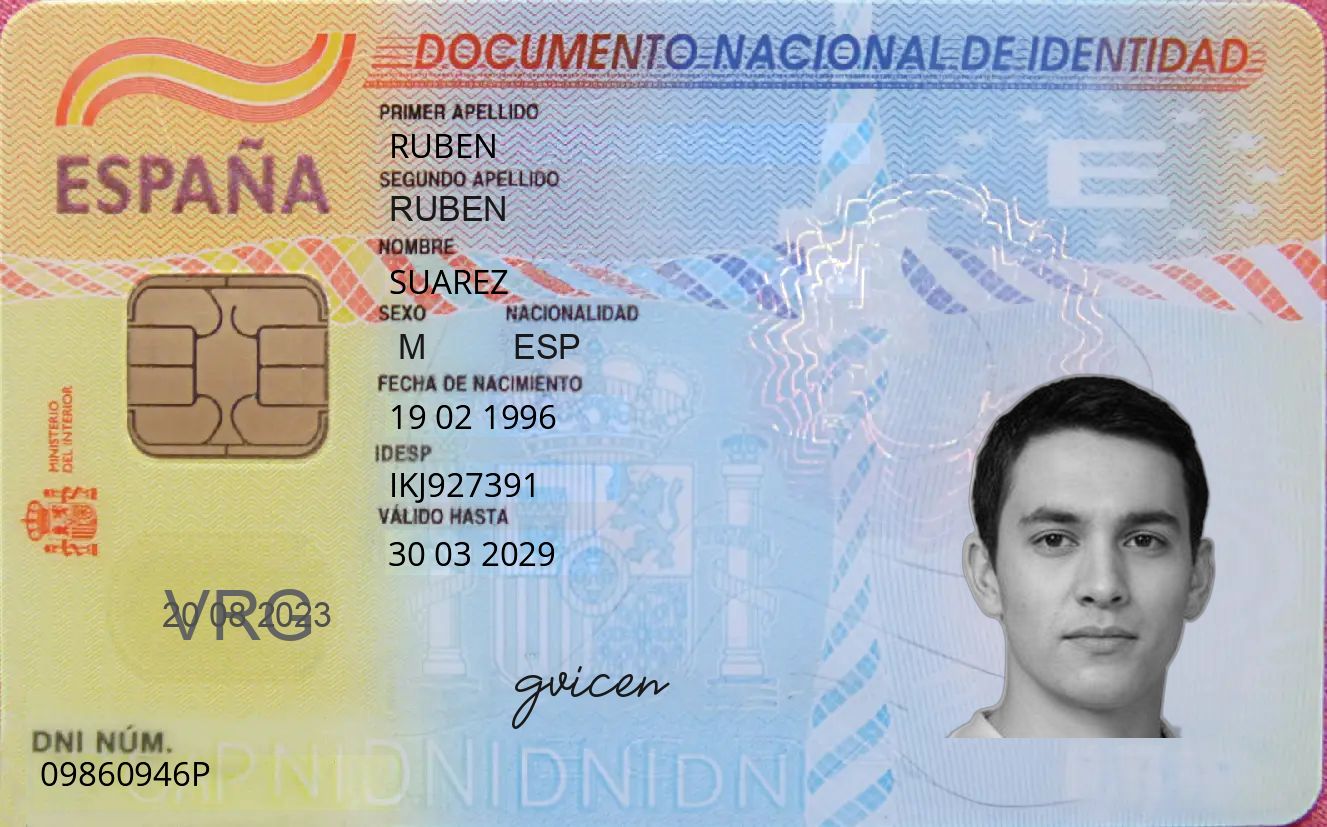 DOCUMENTO NACIONAL DE IDENTIDAD
ESPAÑA
PRIMER APELLIDO
RUBEN
SEGUNDO APELLIDO
RUBEN
NOMBRE
SUAREZ
SEXO NACIONALIDAD
M ESP
FECHA DE NACIMIENTO
19 02 1996
IDESP
IKJ927391
VÁLIDO HASTA
30 03 2029
MINISTERIO
DEL INTERIOR
E
20 08 2023
VRG
gvicen
DNI NÚM.
09860946P
DNIDNIDNIDN